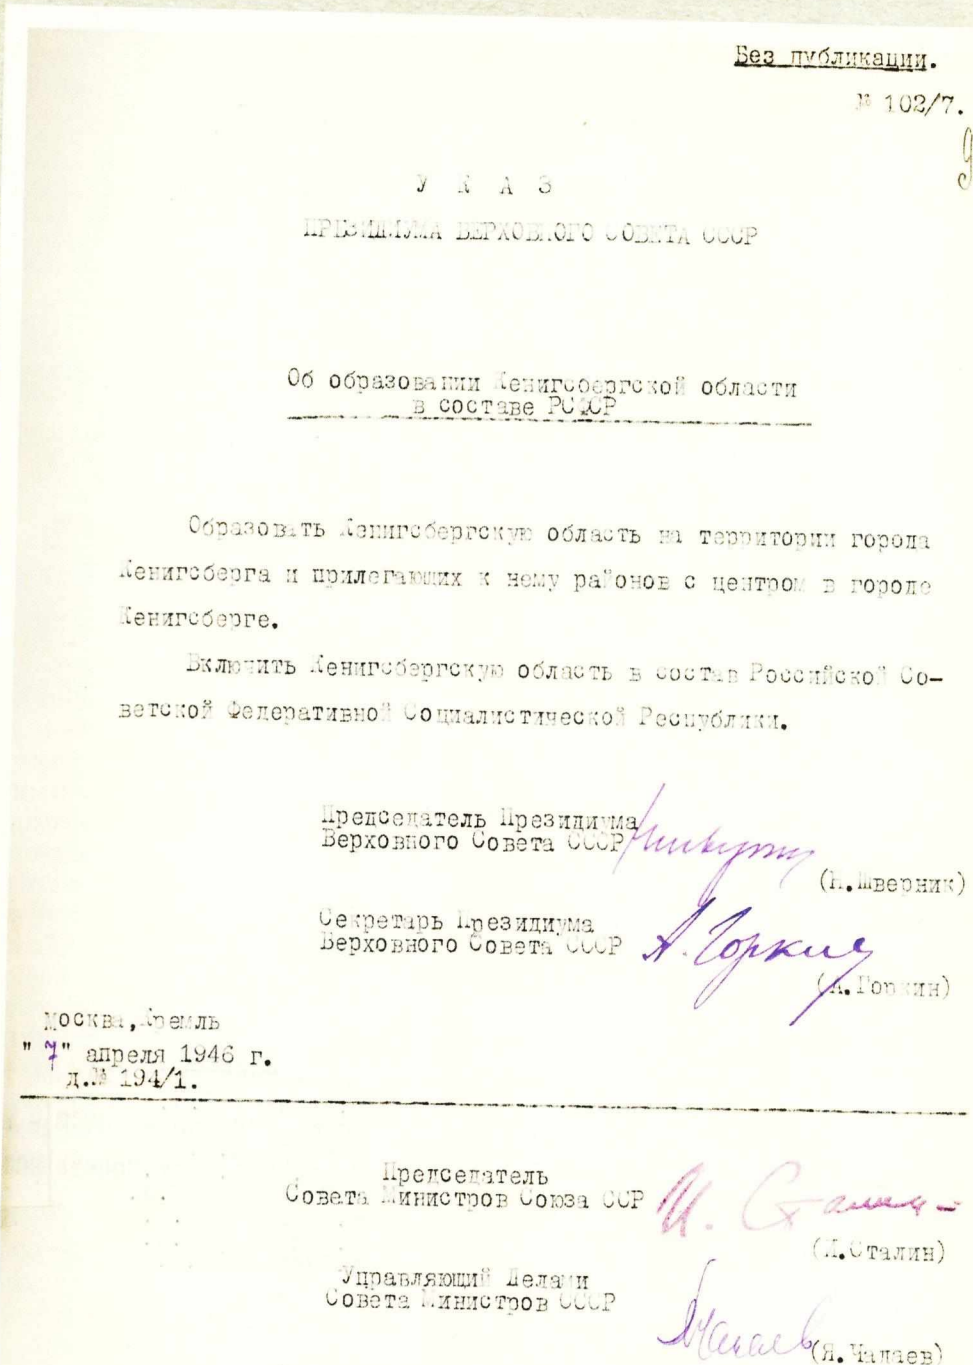 Без публикации.
№ 102/7.
У К А З
ПРЕЗИДИУМА ВЕРХОВНОГО СОВЕТА СССР
Об образовании Кенигсбергской области
в составе РСФСР
Образовать Кенигсбергскую область на территории города
Кенигсберга и прилегающих к нему районов с центром в городе
Кенигсберге.
Включить Кенигсбергскую область в состав Российской Со-
ветской Федеративной Социалистической Республики.
Председатель Президиума
Верховного Совета СССР
(Н.Шверник)
Секретарь Президиума
Верховного Совета СССР А. Горкин
(А.Горкин)
Москва, Кремль
"7" апреля 1946 г.
д.№ 194/1.
Председатель
Совета Министров Союза ССР И. Сталин
(И.Сталин)
Управляющий Делами
Совета Министров СССР
ЯЧадаев
(Я.Чадаев)